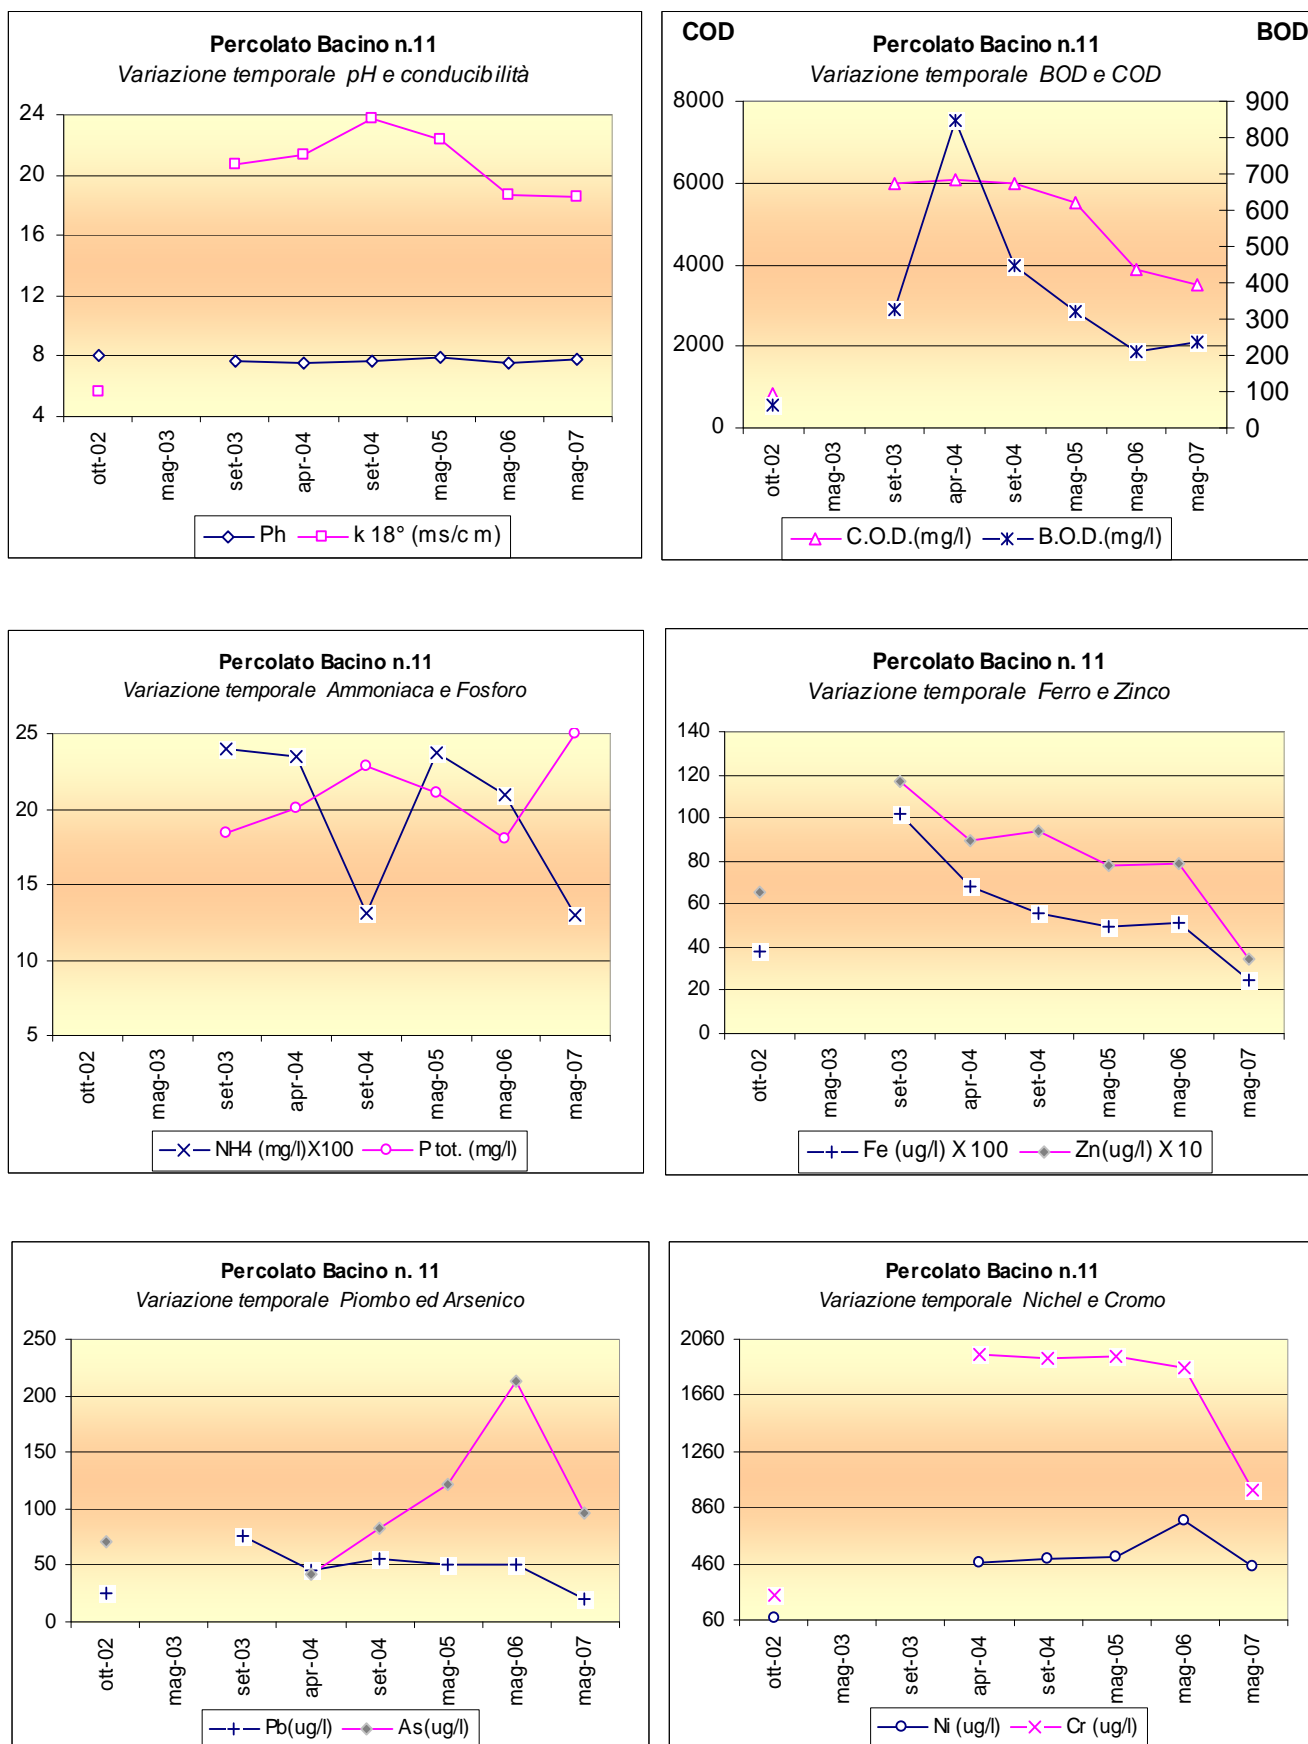 Percolato Bacino n.11
Variazione temporale pH e conducibilità
24
20
16
12
8
4
ott-02
mag-03
set-03
apr-04
set-04
mag-05
mag-06
mag-07
Ph
k 18° (ms/c m)
COD
BOD
Percolato Bacino n.11
Variazione temporale BOD e COD
8000
6000
4000
2000
0
900
800
700
600
500
400
300
200
100
0
ott-02
mag-03
set-03
apr-04
set-04
mag-05
mag-06
mag-07
C.O.D.(mg/l)
B.O.D.(mg/l)
Percolato Bacino n.11
Variazione temporale Ammoniaca e Fosforo
25
20
15
10
5
ott-02
mag-03
set-03
apr-04
set-04
mag-05
mag-06
mag-07
NH4 (mg/l)X100
P tot. (mg/l)
Percolato Bacino n. 11
Variazione temporale Ferro e Zinco
140
120
100
80
60
40
20
0
ott-02
mag-03
set-03
apr-04
set-04
mag-05
mag-06
mag-07
Fe (ug/l) X 100
Zn(ug/l) X 10
Percolato Bacino n. 11
Variazione temporale Piombo ed Arsenico
250
200
150
100
50
0
ott-02
mag-03
set-03
apr-04
set-04
mag-05
mag-06
mag-07
Pb(ug/l)
As(ug/l)
Percolato Bacino n.11
Variazione temporale Nichel e Cromo
2060
1660
1260
860
460
60
ott-02
mag-03
set-03
apr-04
set-04
mag-05
mag-06
mag-07
Ni (ug/l)
Cr (ug/l)